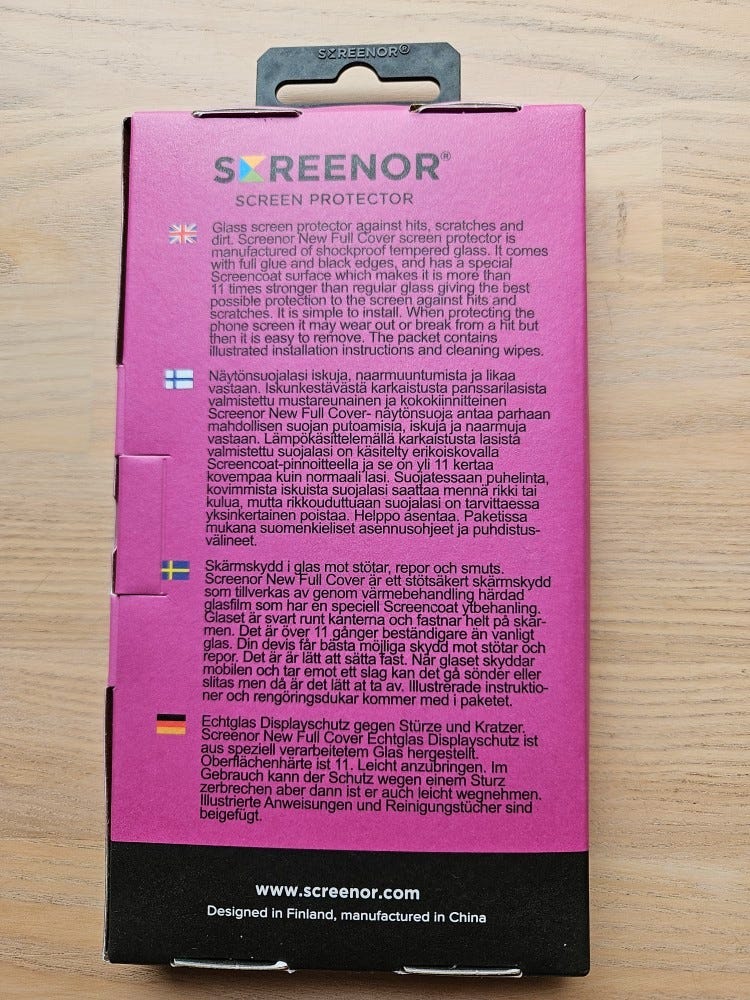 SCREENOR®
SCREENOR®
SCREEN PROTECTOR
Glass screen protector against hits, scratches and
dirt. Screenor New Full Cover screen protector is
manufactured of shockproof tempered glass. It comes
with full glue and black edges, and has a special
Screencoat surface which makes it is more than
11 times stronger than regular glass giving the best
possible protection to the screen against hits and
scratches. It is simple to install. When protecting the
phone screen it may wear out or break from a hit but
then it is easy to remove. The packet contains
illustrated installation instructions and cleaning wipes.
Näytönsuojalasi iskuja, naarmuuntumista ja likaa
vastaan. Iskunkestävästä karkaistusta panssarilasista
valmistettu mustareunainen ja kokokiinnitteinen
Screenor New Full Cover- näytönsuoja antaa parhaan
mahdollisen suojan putoamisia, iskuja ja naarmuja
vastaan. Lämpökäsittelemällä karkaistusta lasista
valmistettu suojalasi on käsitelty erikoiskovalla
Screencoat-pinnoitteella ja se on yli 11 kertaa
kovempaa kuin normaali lasi. Suojatessaan puhelinta,
kovimmista iskuista suojalasi saattaa mennä rikki tai
kulua, mutta rikkouduttuaan suojalasi on tarvittaessa
yksinkertainen poistaa. Helppo asentaa. Paketissa
mukana suomenkieliset asennusohjeet ja puhdistus-
välineet.
Skärmskydd i glas mot stötar, repor och smuts.
Screenor New Full Cover är ett stötsäkert skärmskydd
som tillverkas av genom värmebehandling härdad
glasfilm som har en speciell Screencoat ytbehanling.
Glaset är svart runt kanterna och fastnar helt på skär-
men. Det är över 11 gånger beständigare än vanligt
glas. Din devis får bästa möjliga skydd mot stötar och
repor. Det är är lätt att sätta fast. När glaset skyddar
mobilen och tar emot ett slag kan det gå sönder eller
slitas men då är det lätt at ta av. Illustrerade instruktio-
ner och rengöringsdukar kommer med i paketet.
Echtglas Displayschutz gegen Stürze und Kratzer.
Screenor New Full Cover Echtglas Displayschutz ist
aus speziell verarbeitetem Glas hergestellt.
Oberflächenhärte ist 11. Leicht anzubringen. Im
Gebrauch kann der Schutz wegen einem Sturz
zerbrechen aber dann ist er auch leicht wegnehmen.
Illustrierte Anweisungen und Reinigungstücher sind
beigefügt.
www.screenor.com
Designed in Finland, manufactured in China